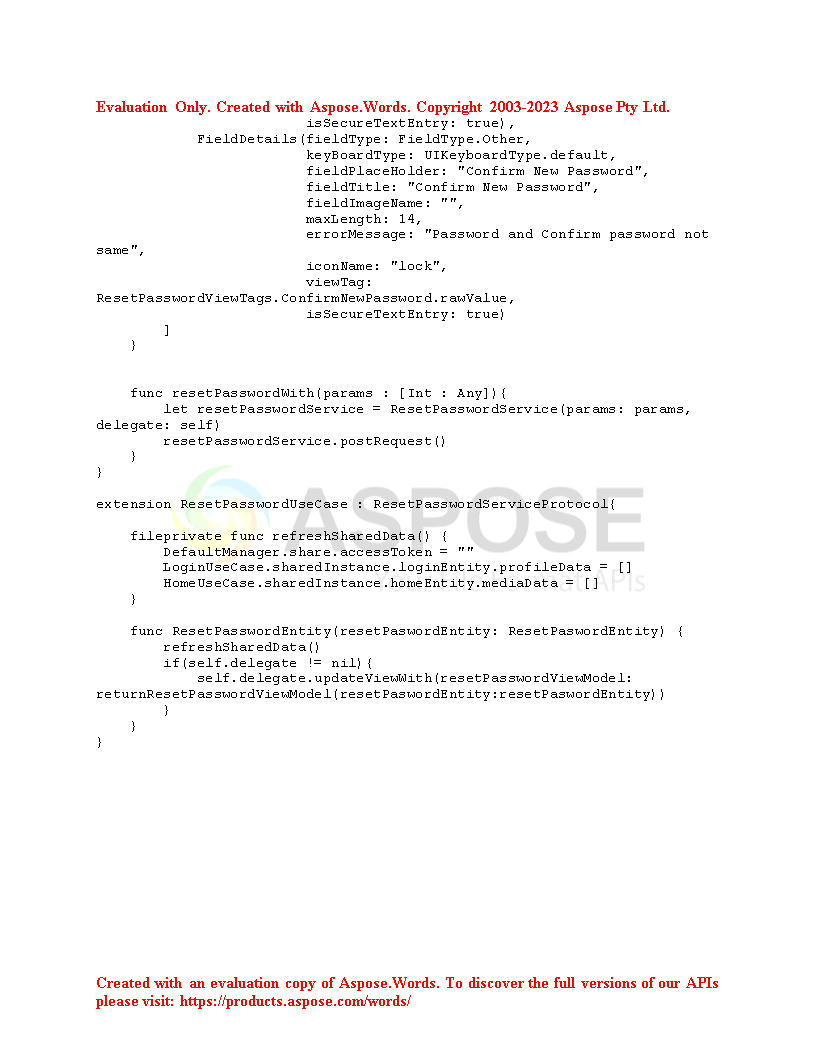 Evaluation Only. Created with Aspose.Words. Copyright 2003-2023 Aspose Pty Ltd.
                         isSecureTextEntry: true),
            FieldDetails(fieldType: FieldType.Other,
                         keyBoardType: UIKeyboardType.default,
                         fieldPlaceHolder: "Confirm New Password",
                         fieldTitle: "Confirm New Password",
                         fieldImageName: "",
                         maxLength: 14,
                         errorMessage: "Password and Confirm password not
same",
                         iconName: "lock",
                         viewTag:
ResetPasswordViewTags.ConfirmNewPassword.rawValue,
                         isSecureTextEntry: true)
        ]
    }
    func resetPasswordWith(params : [Int : Any]){
        let resetPasswordService = ResetPasswordService(params: params,
delegate: self)
        resetPasswordService.postRequest()
    }
}
extension ResetPasswordUseCase : ResetPasswordServiceProtocol{
ASPOSE
    fileprivate func refreshSharedData() {
        DefaultManager.share.accessToken = ""
        LoginUseCase.sharedInstance.loginEntity.profileData = []
        HomeUseCase.sharedInstance.homeEntity.mediaData = []
    }
    func ResetPasswordEntity(resetPaswordEntity: ResetPaswordEntity) {
        refreshSharedData()
        if(self.delegate != nil){
            self.delegate.updateViewWith(resetPasswordViewModel:
returnResetPasswordViewModel(resetPaswordEntity:resetPaswordEntity))
        }
    }
}
Created with an evaluation copy of Aspose.Words. To discover the full versions of our APIs
please visit: https://products.aspose.com/words/